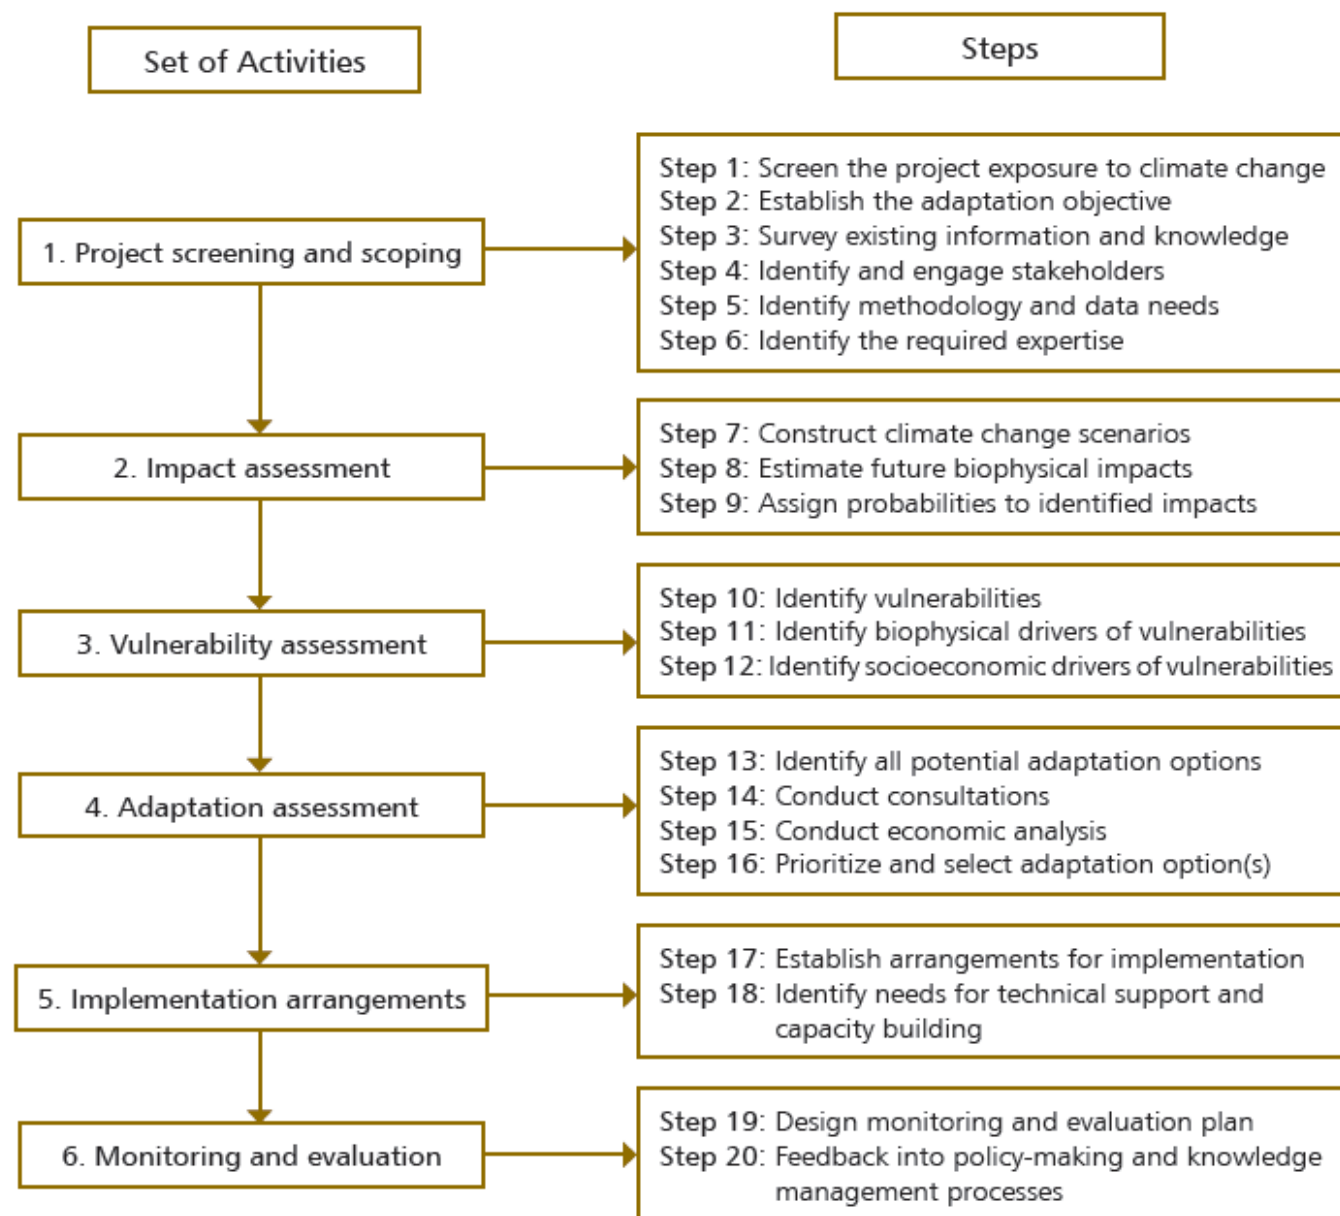 Set of Activities
Steps
1. Project screening and scoping
Step 1: Screen the project exposure to climate change
Step 2: Establish the adaptation objective
Step 3: Survey existing information and knowledge
Step 4: Identify and engage stakeholders
Step 5: Identify methodology and data needs
Step 6: Identify the required expertise
2. Impact assessment
Step 7: Construct climate change scenarios
Step 8: Estimate future biophysical impacts
Step 9: Assign probabilities to identified impacts
3. Vulnerability assessment
Step 10: Identify vulnerabilities
Step 11: Identify biophysical drivers of vulnerabilities
Step 12: Identify socioeconomic drivers of vulnerabilities
4. Adaptation assessment
Step 13: Identify all potential adaptation options
Step 14: Conduct consultations
Step 15: Conduct economic analysis
Step 16: Prioritize and select adaptation option(s)
5. Implementation arrangements
Step 17: Establish arrangements for implementation
Step 18: Identify needs for technical support and
capacity building
6. Monitoring and evaluation
Step 19: Design monitoring and evaluation plan
Step 20: Feedback into policy-making and knowledge
management processes